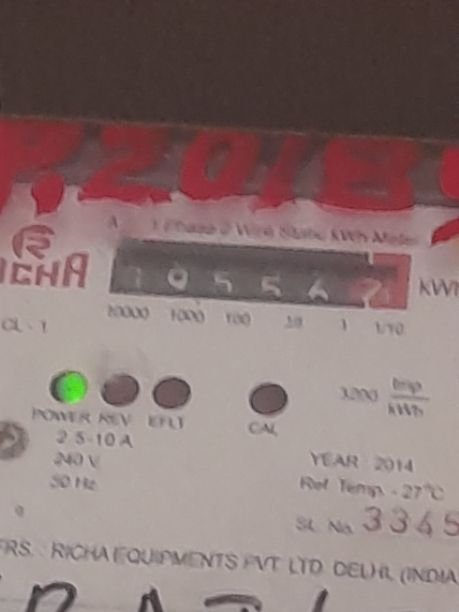 P.2018
1 Phase 2 Wire Static kWh Meter
RICHA
KWh
10000 1000 100 10 1 1/10
CL - 1
3200 Imp/kWh
POWER REV EFLT CAL
2.5-10 A
240 V
50 Hz
YEAR 2014
Ref Temp - 27°C
SL No. 3345
FRS. RICHA EQUIPMENTS PVT. LTD. DELHI, (INDIA